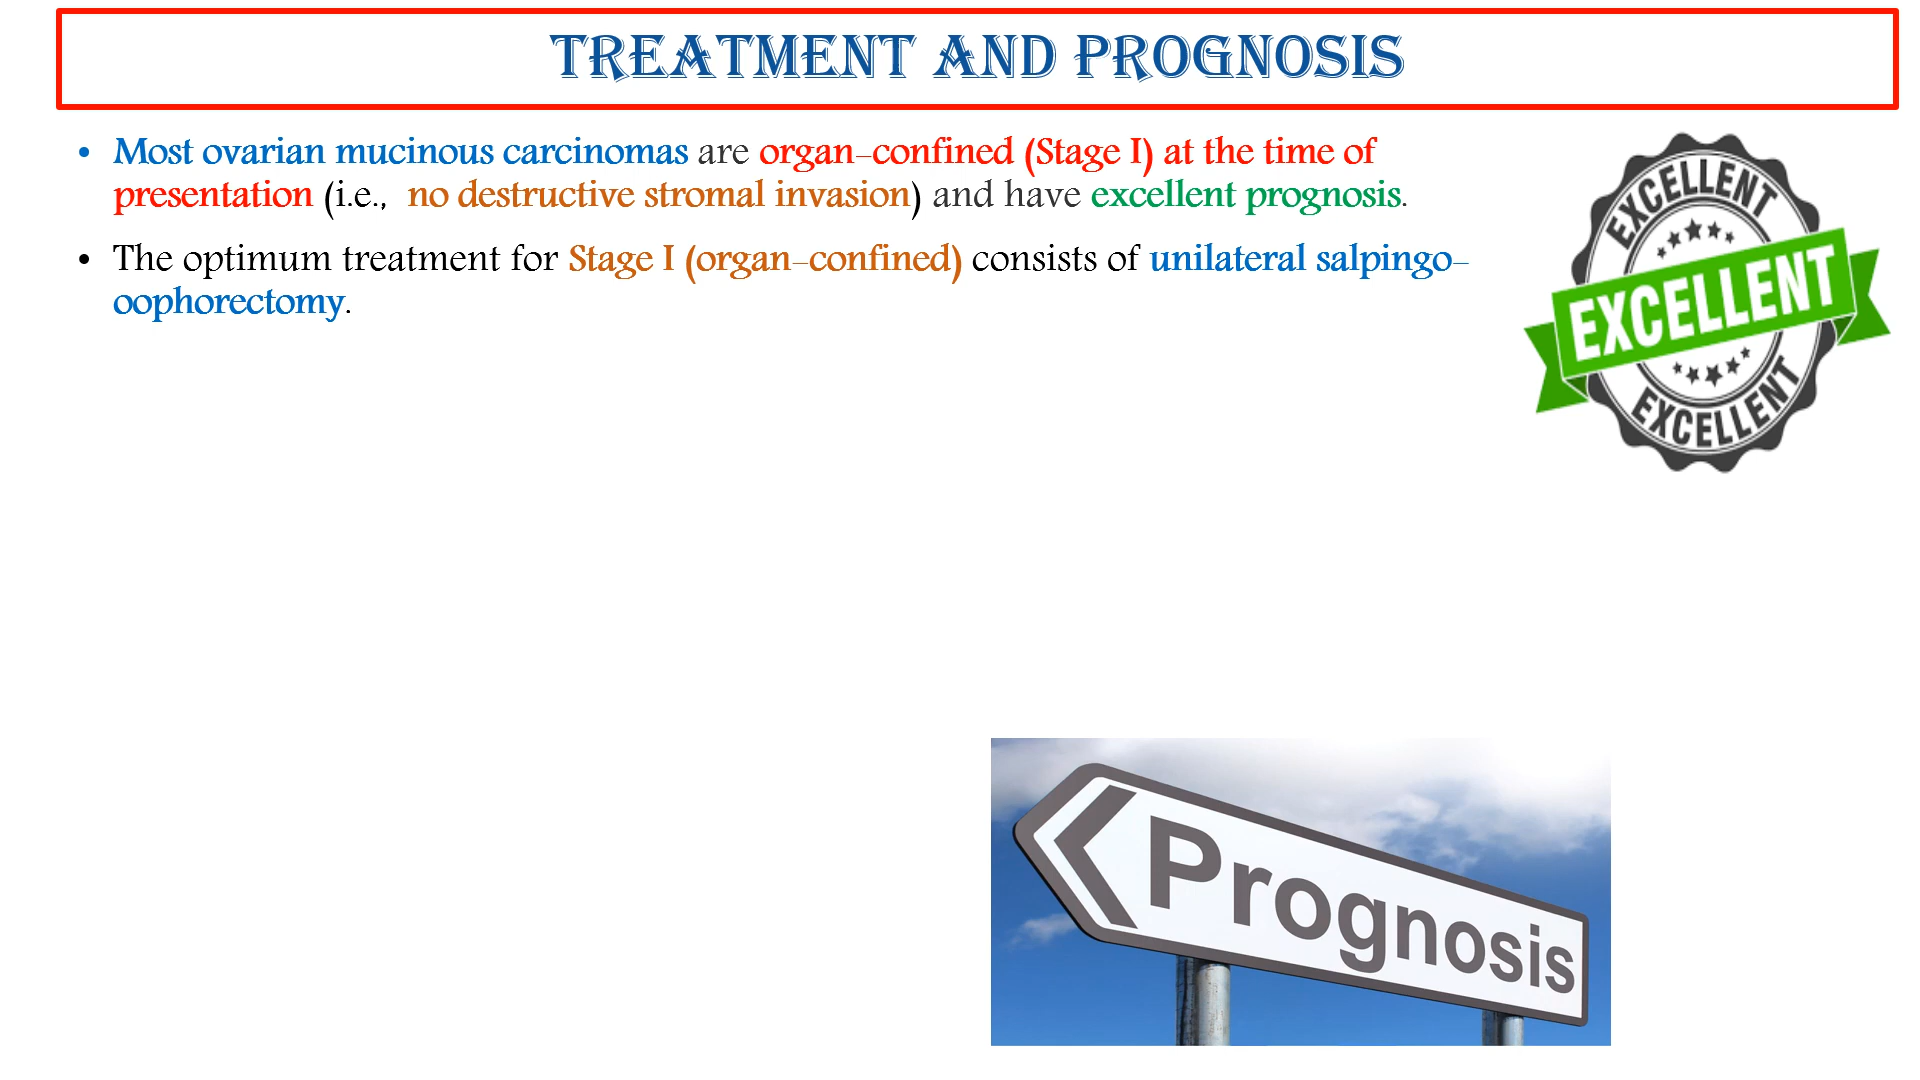 TREATMENT AND PROGNOSIS
• Most ovarian mucinous carcinomas are organ-confined (Stage I) at the time of
presentation (i.e., no destructive stromal invasion) and have excellent prognosis.
• The optimum treatment for Stage I (organ-confined) consists of unilateral salpingo-
oophorectomy.
EXCELLENT
EXCELLENT
EXCELLENT
Prognosis